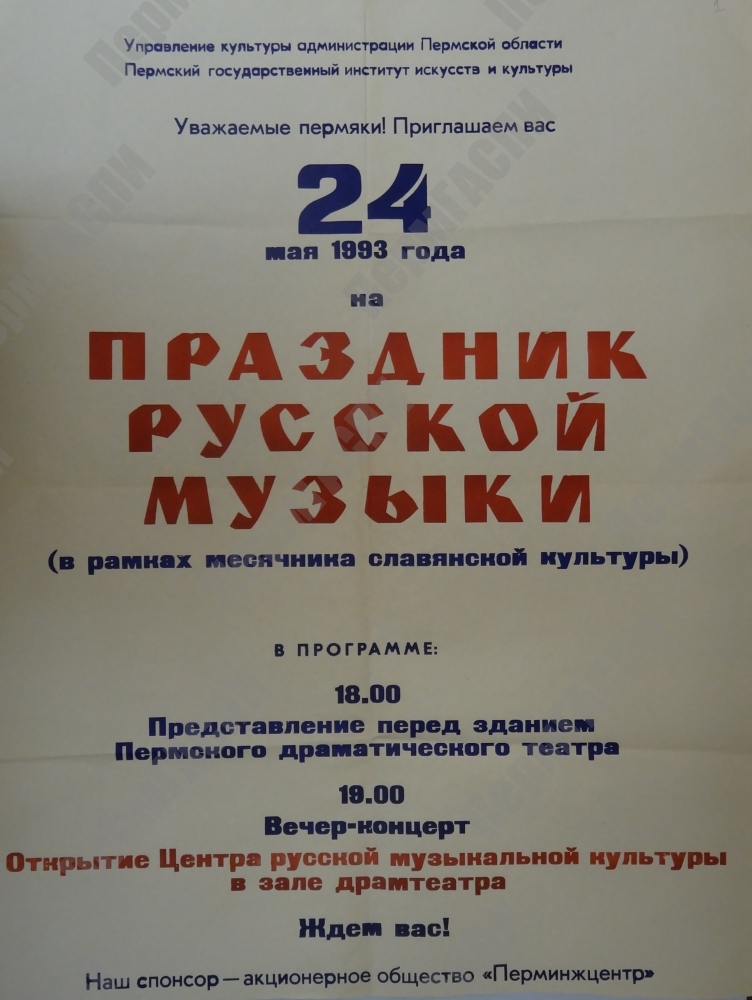 Управление культуры администрации Пермской области
Пермский государственный институт искусств и культуры
Уважаемые пермяки! Приглашаем вас
24
мая 1993 года
на
ПРАЗДНИК
РУССКОЙ
МУЗЫКИ
(в рамках месячника славянской культуры)
В ПРОГРАММЕ:
18.00
Представление перед зданием
Пермского драматического театра
19.00
Вечер-концерт
Открытие Центра русской музыкальной культуры
в зале драмтеатра
Ждем вас!
Наш спонсор — акционерное общество «Перминжцентр»